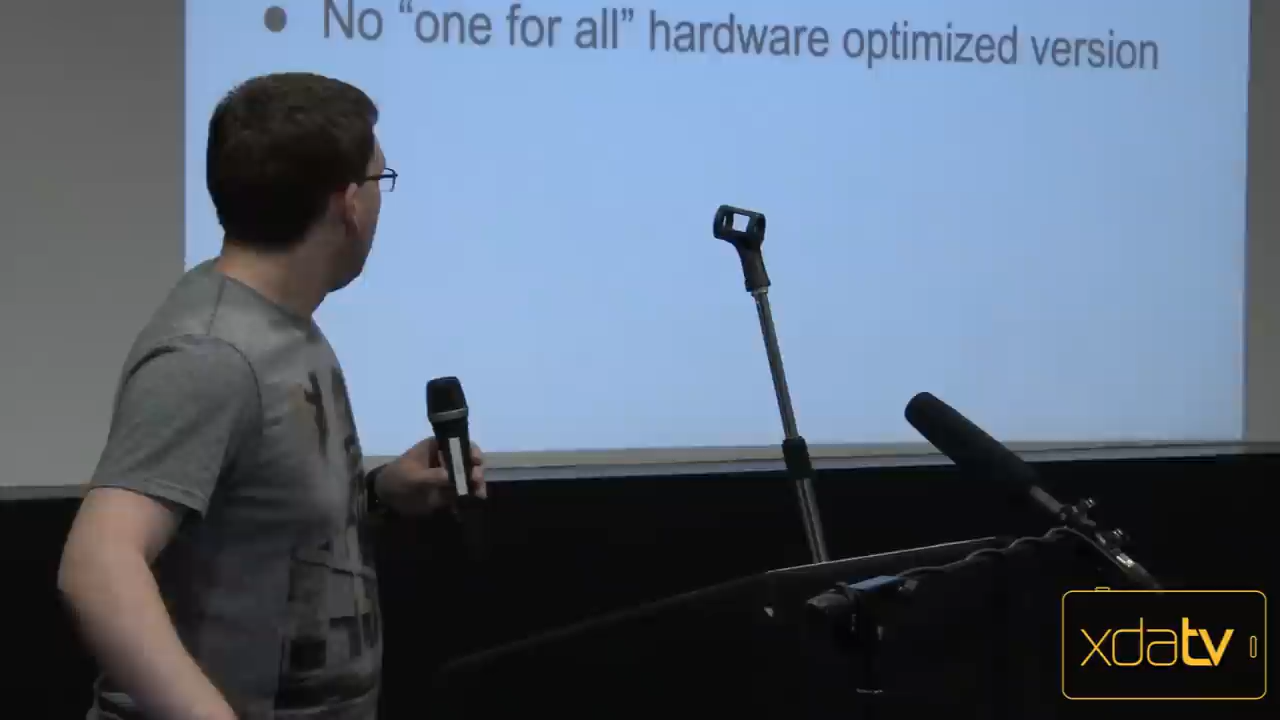 • No “one for all” hardware optimized version
xdatv